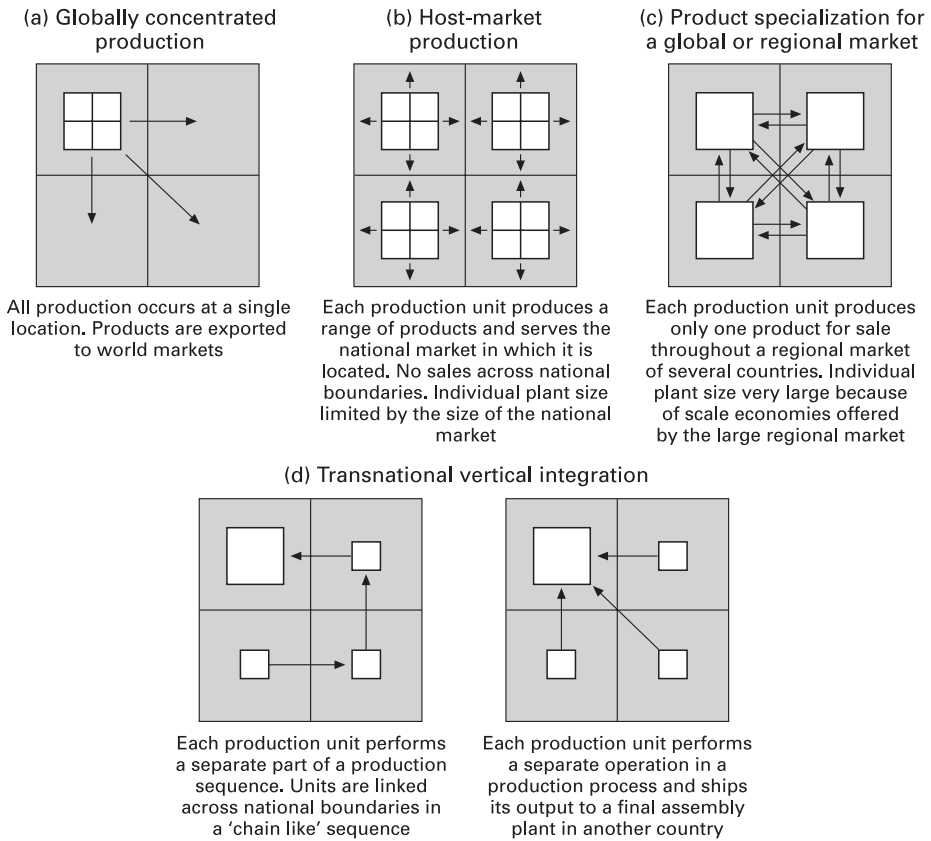 (a) Globally concentrated
production
(b) Host-market
production
(c) Product specialization for
a global or regional market
All production occurs at a single
location. Products are exported
to world markets
Each production unit produces a
range of products and serves the
national market in which it is
located. No sales across national
boundaries. Individual plant size
limited by the size of the national
market
Each production unit produces
only one product for sale
throughout a regional market
of several countries. Individual
plant size very large because
of scale economies offered
by the large regional market
(d) Transnational vertical integration
Each production unit performs
a separate part of a production
sequence. Units are linked
across national boundaries in
a ‘chain like’ sequence
Each production unit performs
a separate operation in a
production process and ships
its output to a final assembly
plant in another country